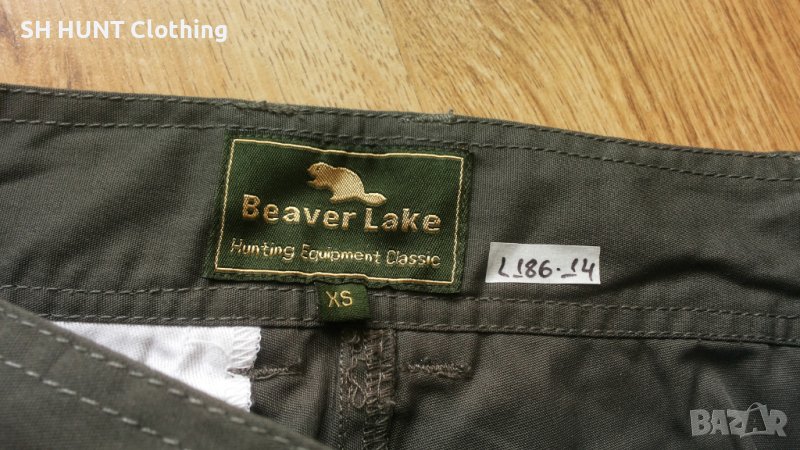 SH HUNT Clothing
Beaver Lake
Hunting Equipment Classic
L186-14
XS
BAZAR